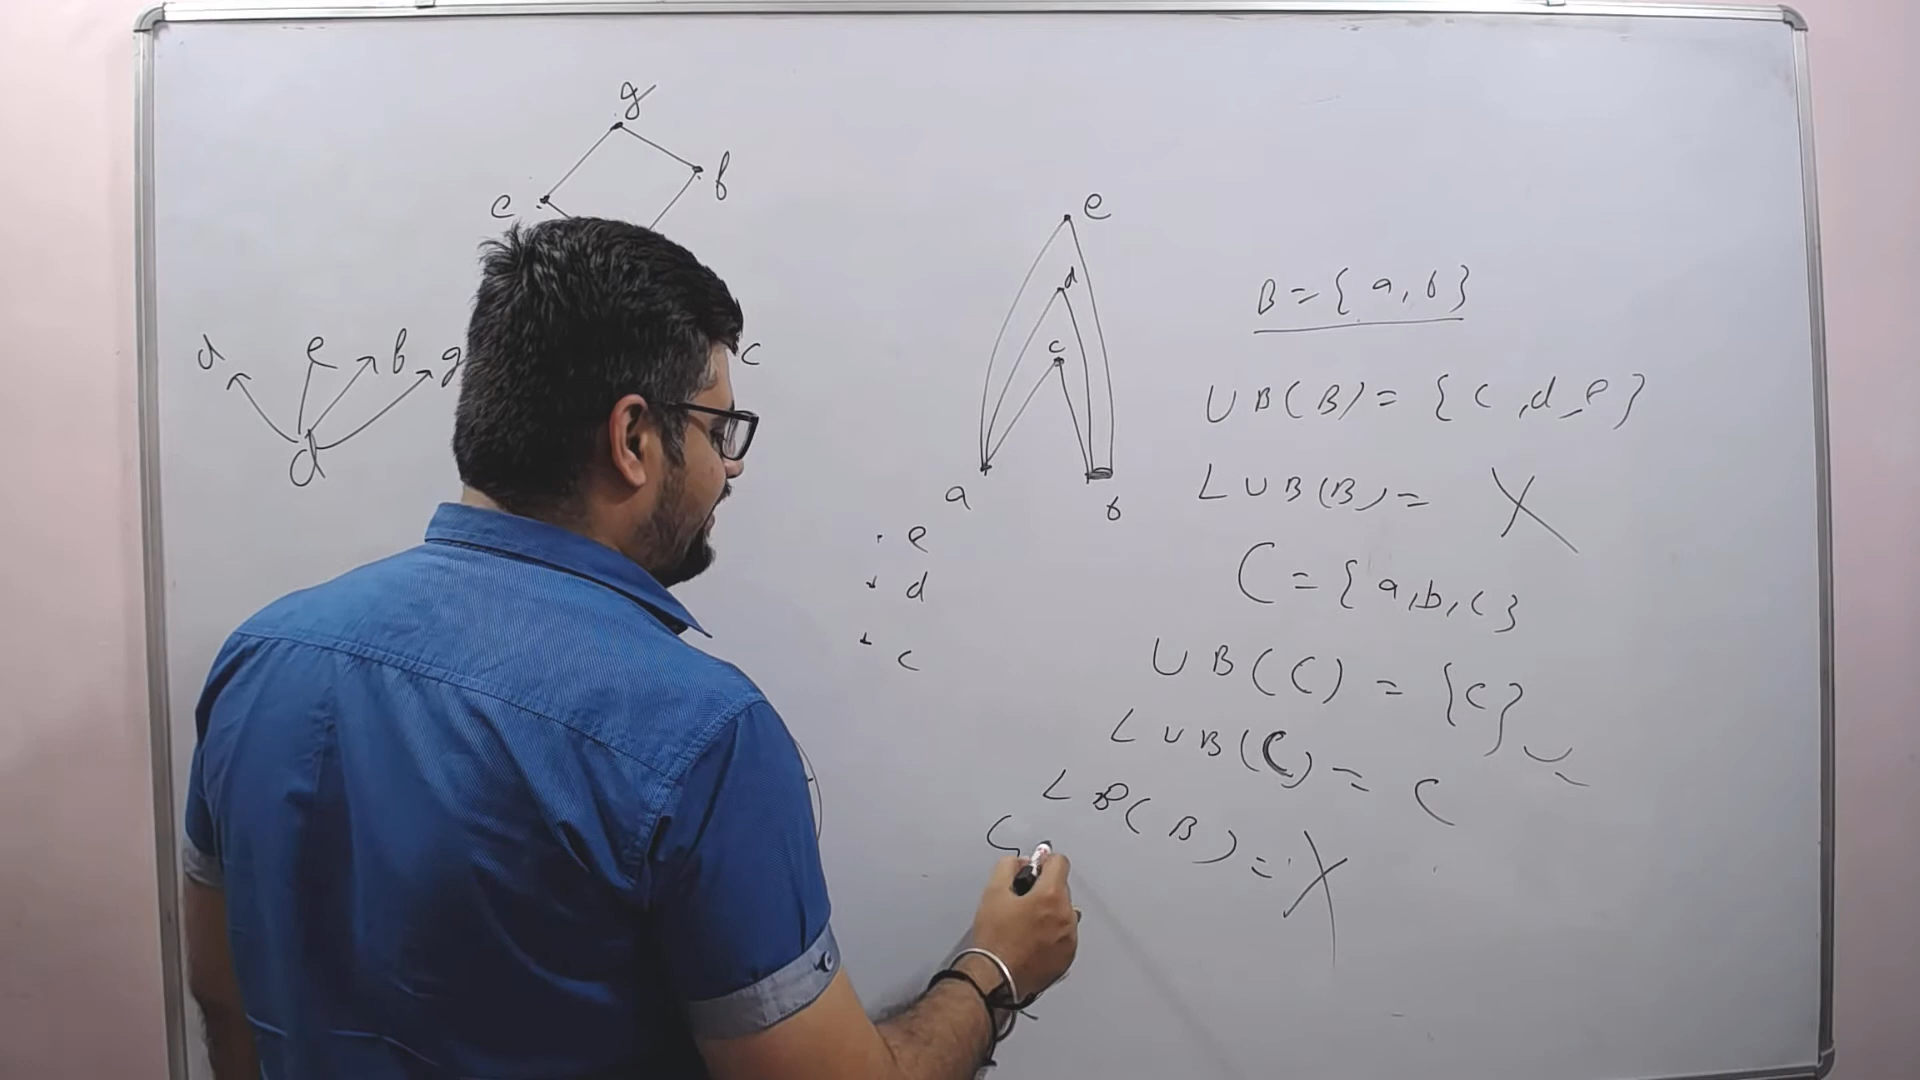 g
f
e
d e f g
c
d
e
d
c
a b
e
d
c
B = { a, b }
UB(B) = { c, d, e }
LUB(B) = X
C = { a, b, c }
UB(C) = { c }
LUB(C) = C
LB(B) = X
G